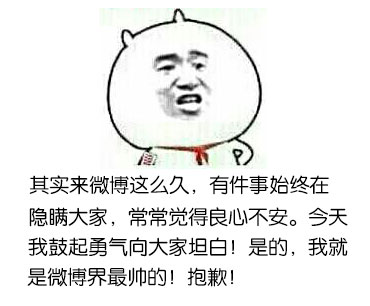 其实来微博这么久，有件事始终在
隐瞒大家，常常觉得良心不安。今天
我鼓起勇气向大家坦白！是的，我就
是微博界最帅的！抱歉！